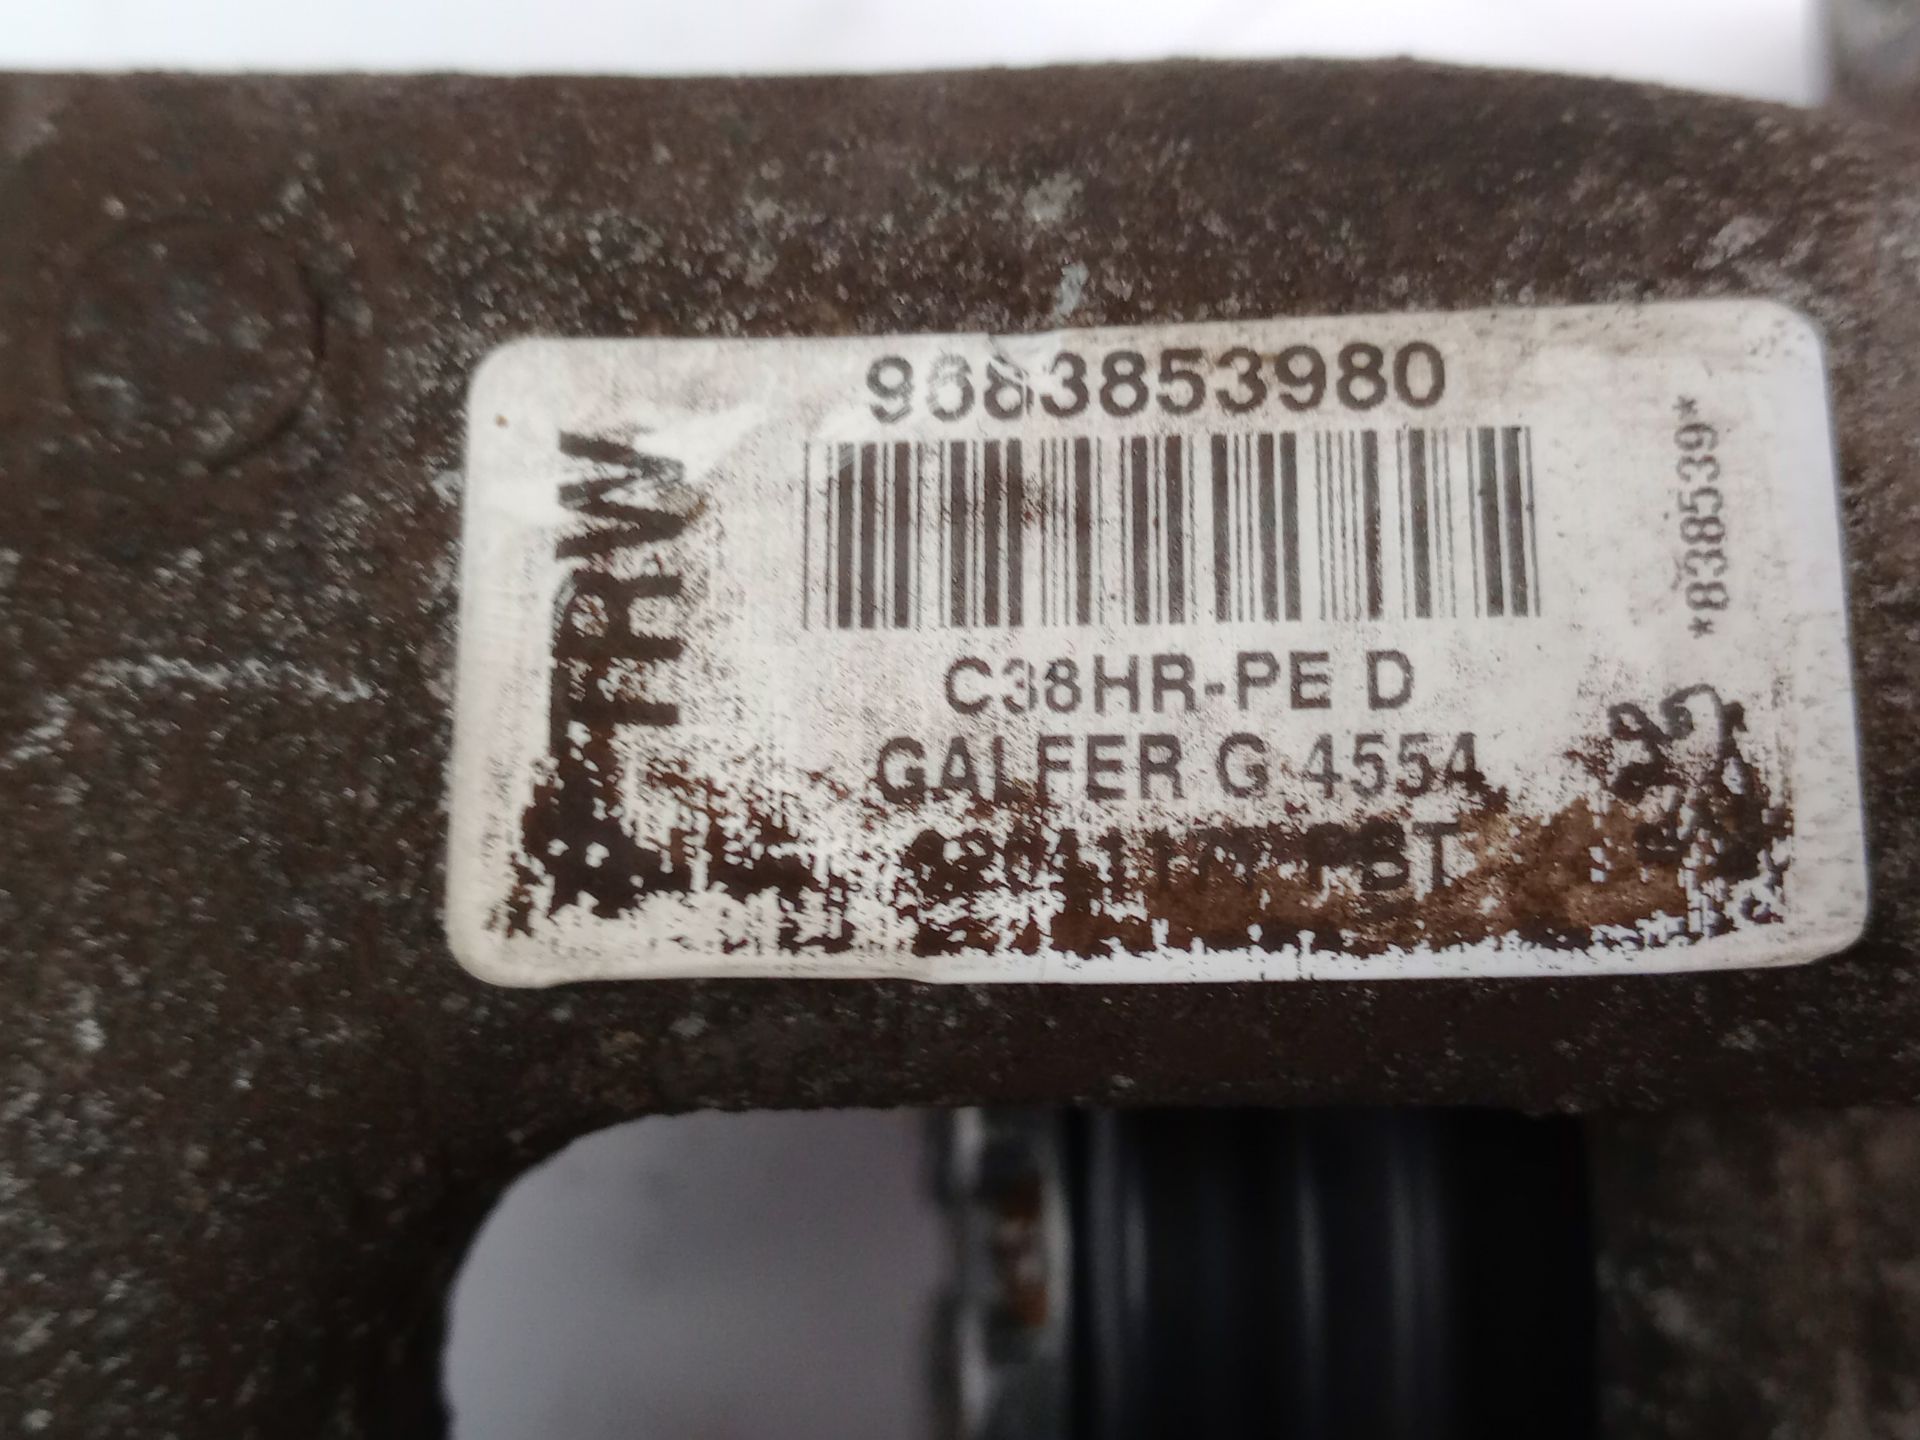 9683853980
TRW
*838539*
C38HR-PE D
GALFER G 4554